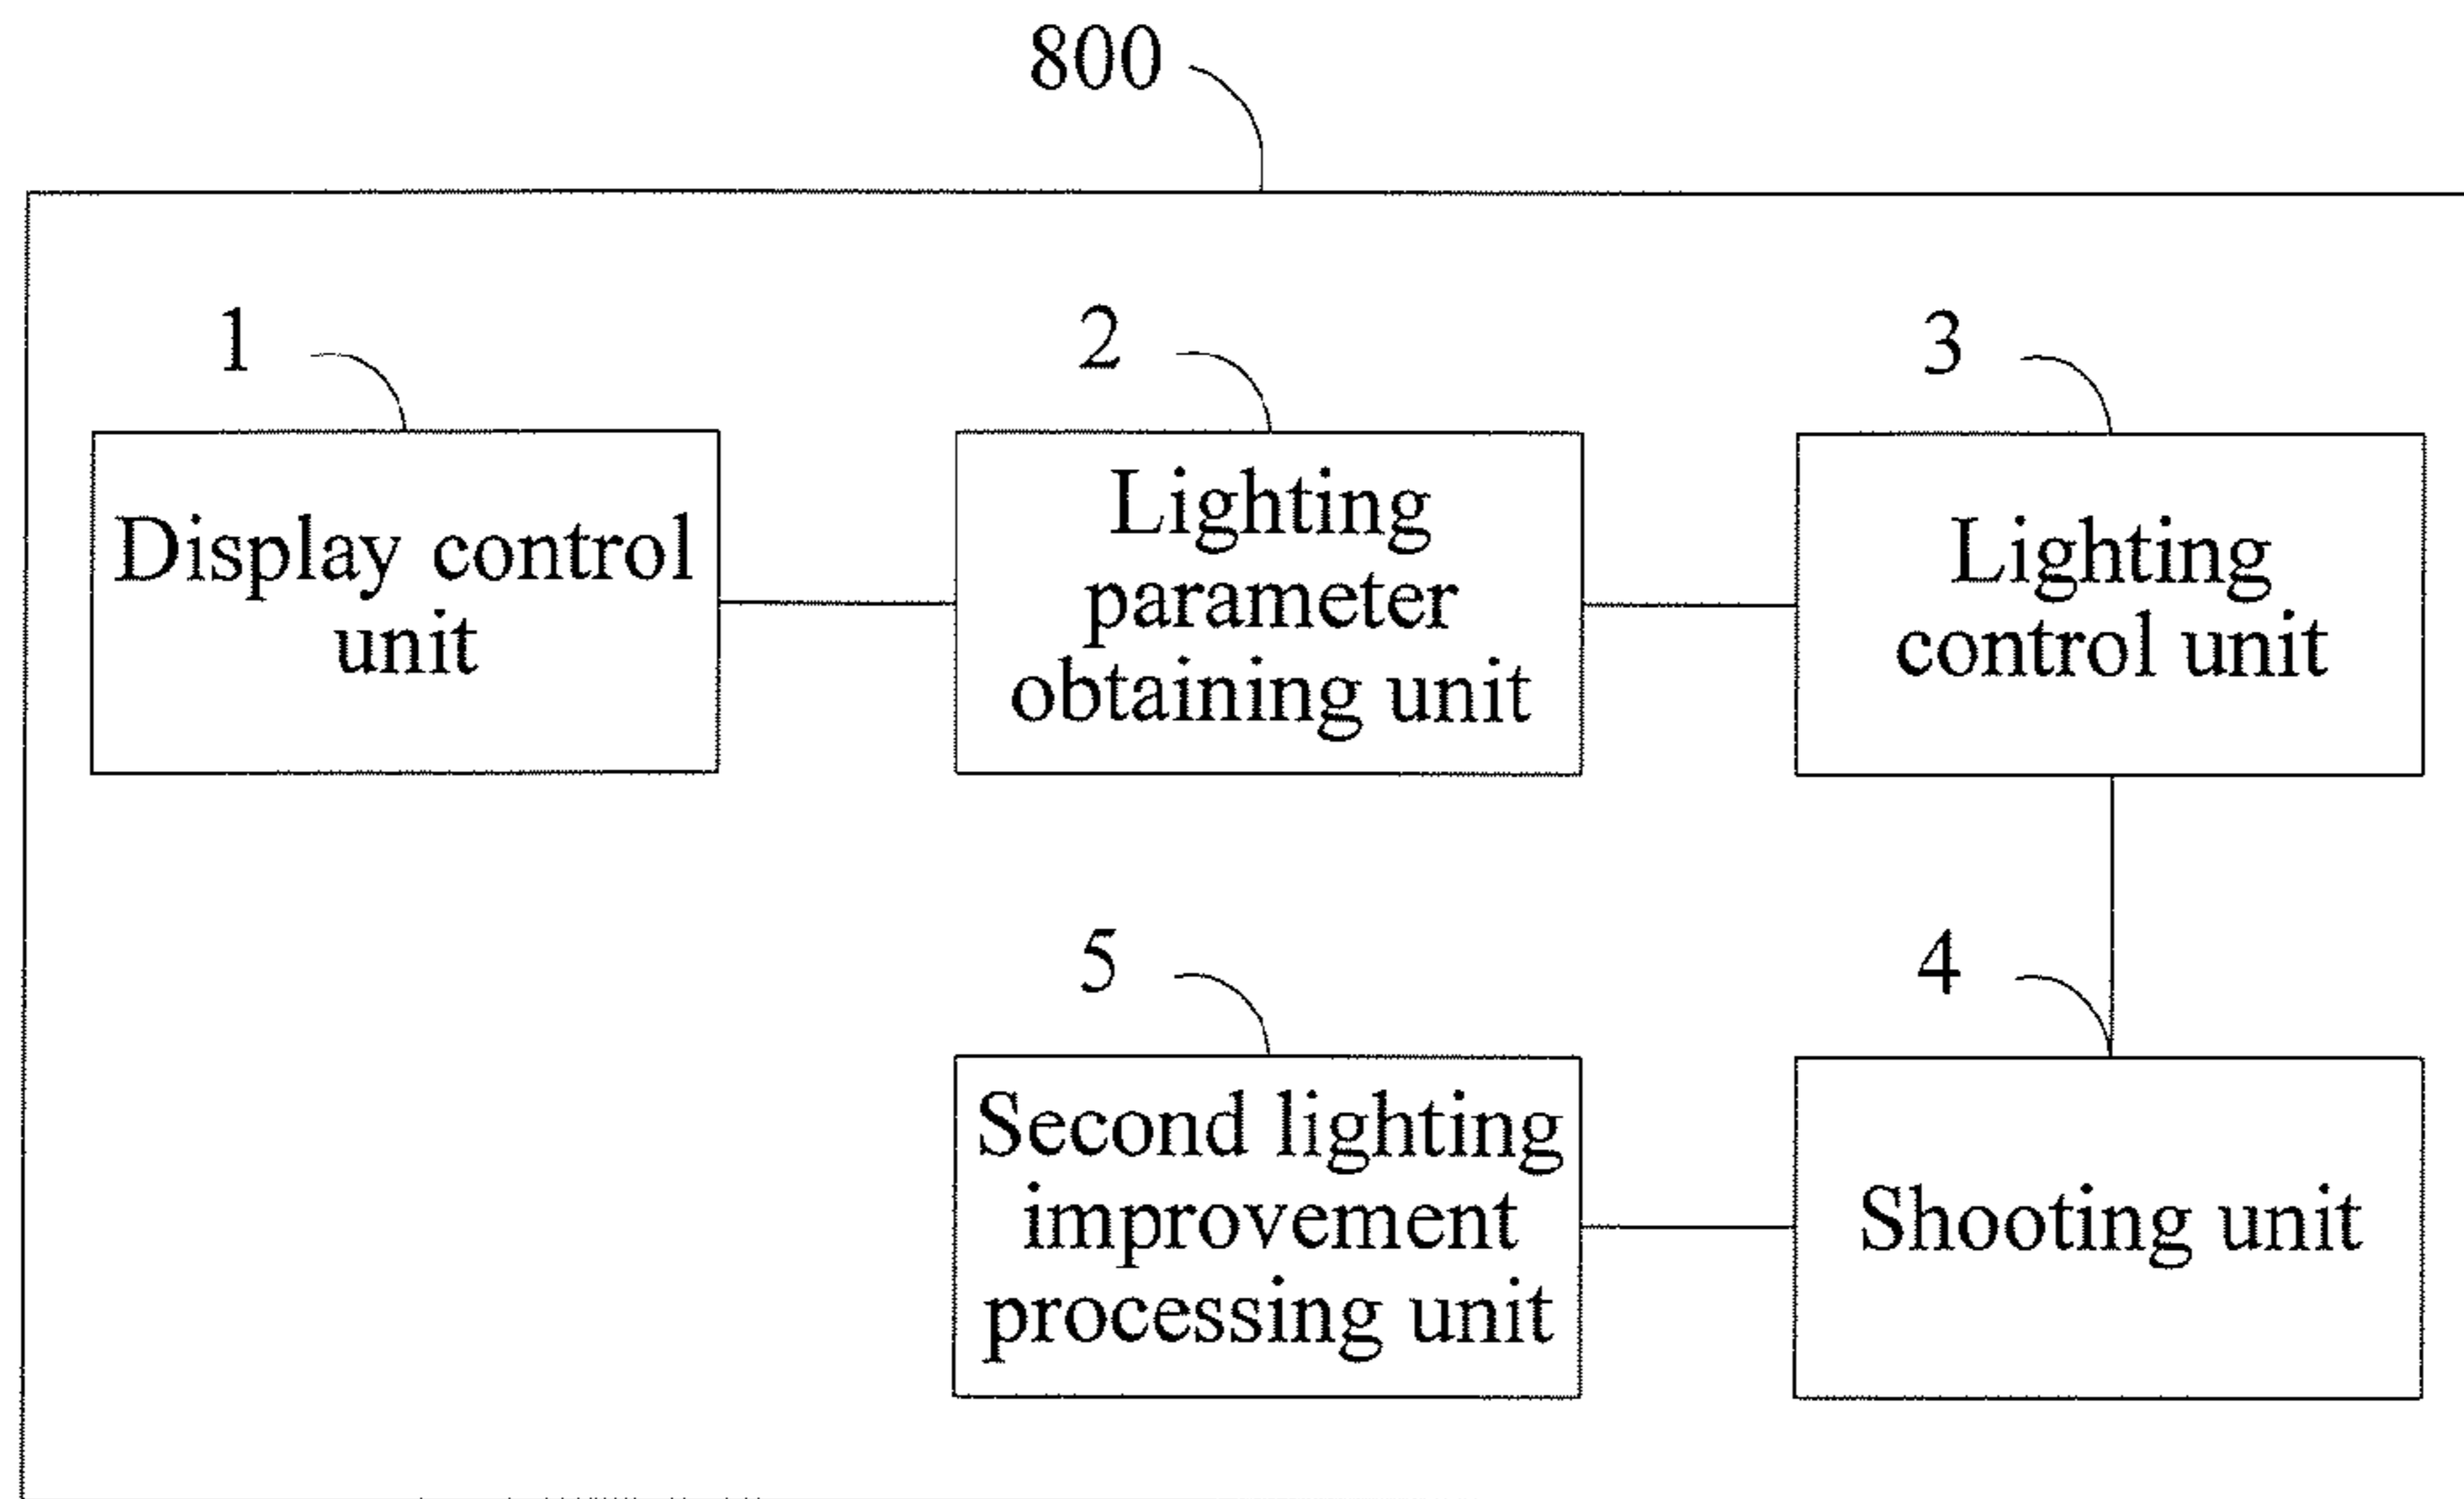 800
1
2
3
Display control
unit
Lighting
parameter
obtaining unit
Lighting
control unit
5
4
Second lighting
improvement
processing unit
Shooting unit